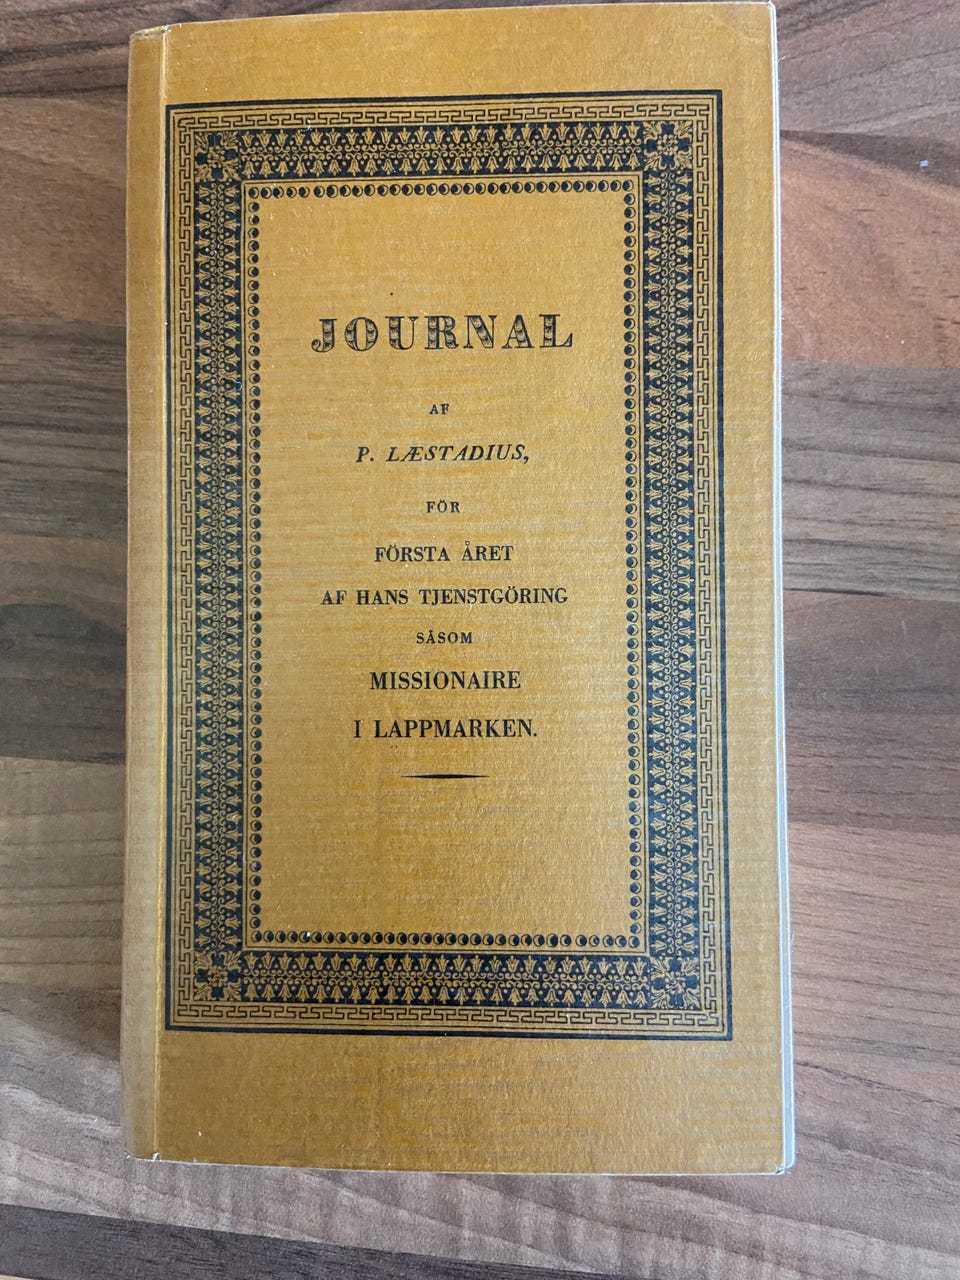 JOURNAL
AF
P. LÆSTADIUS,
FÖR
FÖRSTA ÅRET
AF HANS TJENSTGÖRING
SÅSOM
MISSIONAIRE
I LAPPMARKEN.